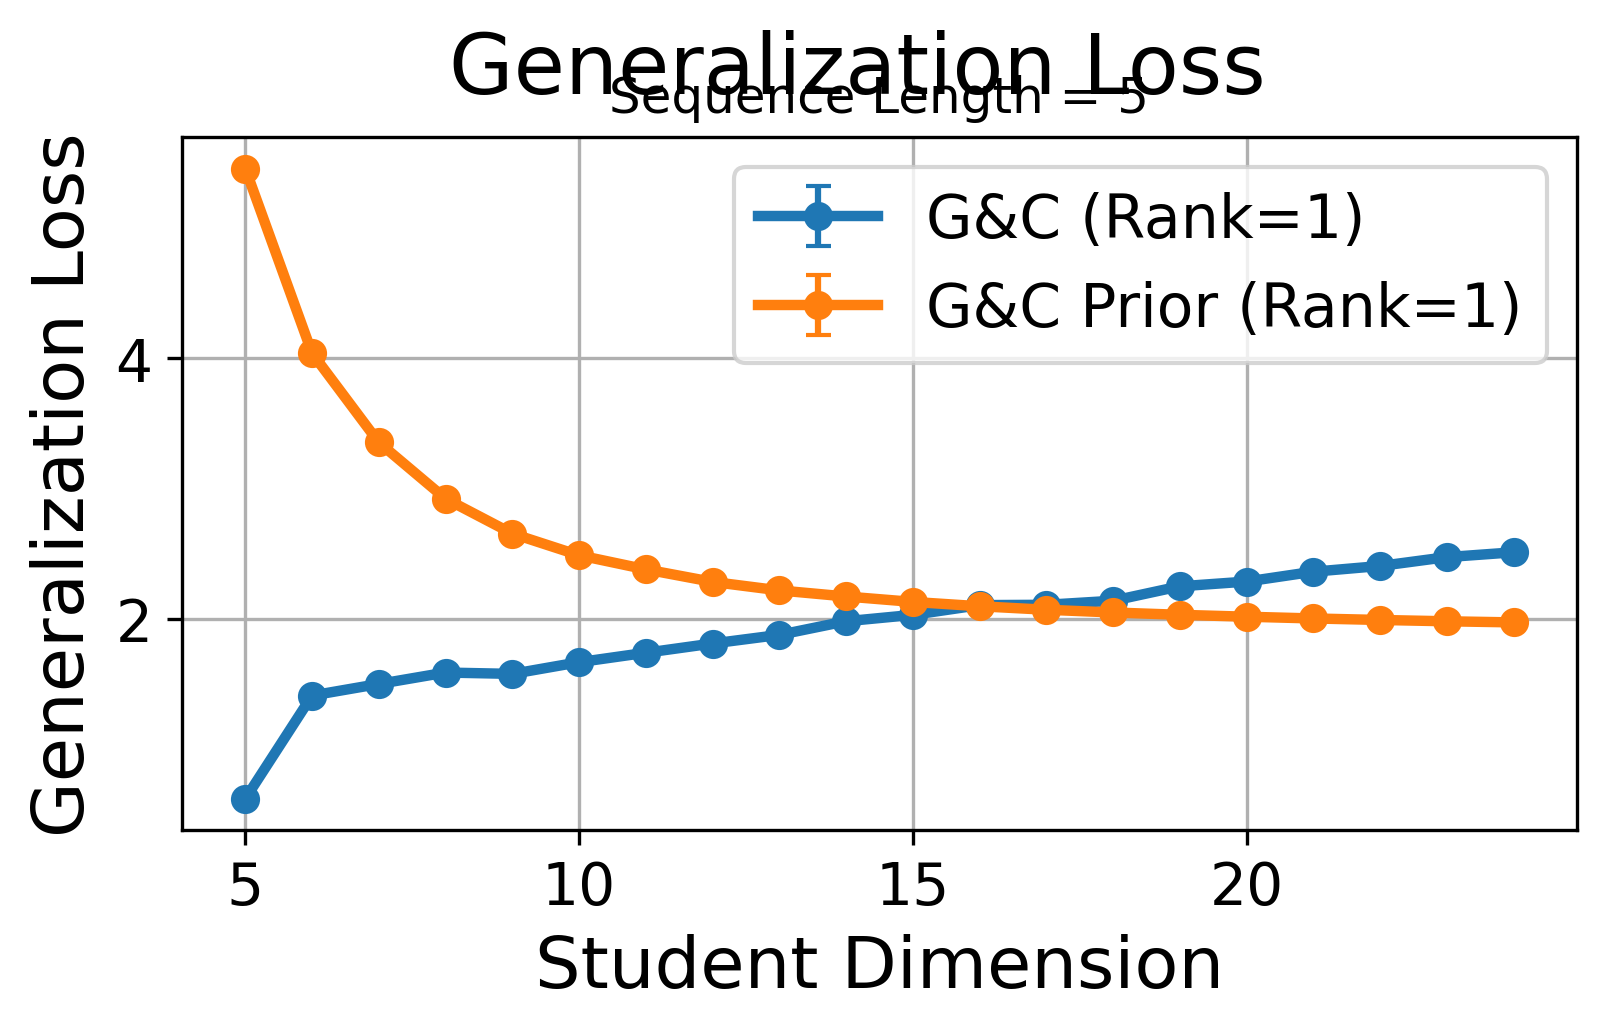 Generalization Loss
Sequence Length = 5
Generalization Loss
G&C (Rank=1)
G&C Prior (Rank=1)
4
2
5 10 15 20
Student Dimension